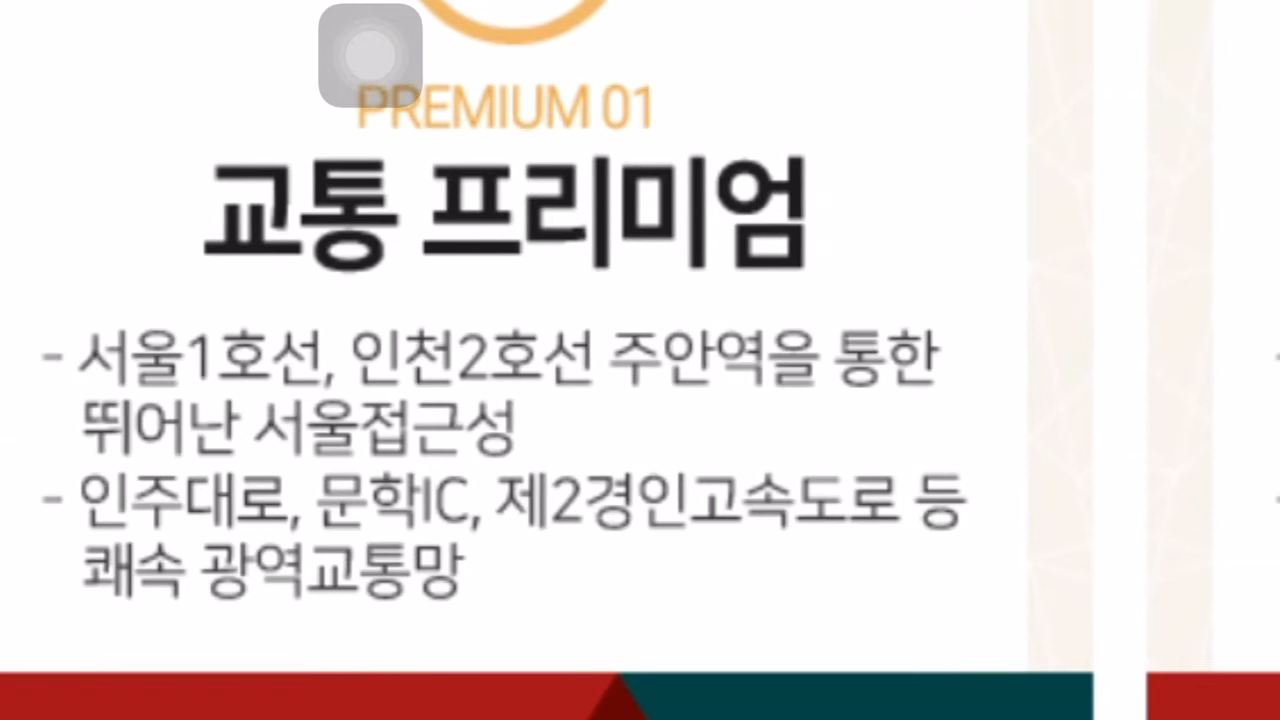 PREMIUM 01
교통 프리미엄
- 서울1호선, 인천2호선 주안역을 통한
뛰어난 서울접근성
- 인주대로, 문학IC, 제2경인고속도로 등
쾌속 광역교통망